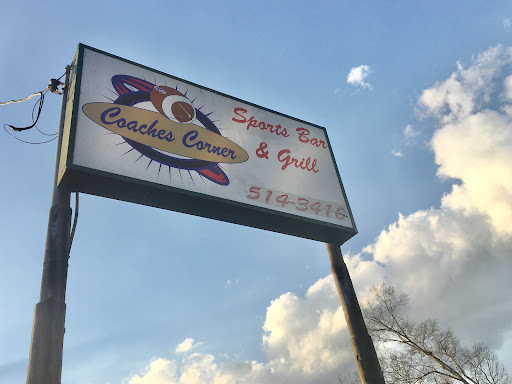 Coaches Corner
Sports Bar
& Grill
514-3416